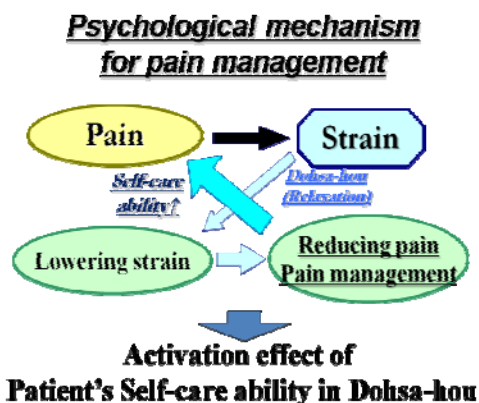 Psychological mechanism
for pain management
Pain
Strain
Self-care
ability↑
Dohsa-hou
(Relaxation)
Lowering strain
Reducing pain
Pain management
Activation effect of
Patient's Self-care ability in Dohsa-hou